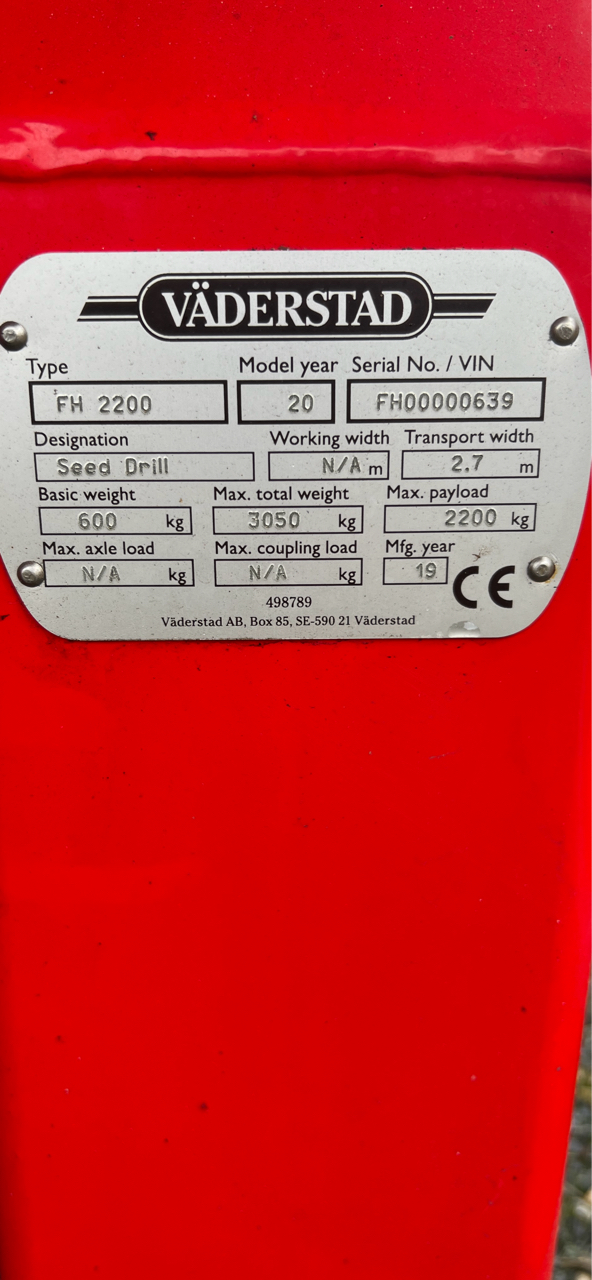 VÄDERSTAD
Type Model year Serial No. / VIN
FH 2200 20 FH00000639
Designation Working width Transport width
Seed Drill N/A m 2.7 m
Basic weight Max. total weight Max. payload
600 kg 3050 kg 2200 kg
Max. axle load Max. coupling load Mfg. year
N/A kg N/A kg 19 CE
498789
Väderstad AB, Box 85, SE-590 21 Väderstad